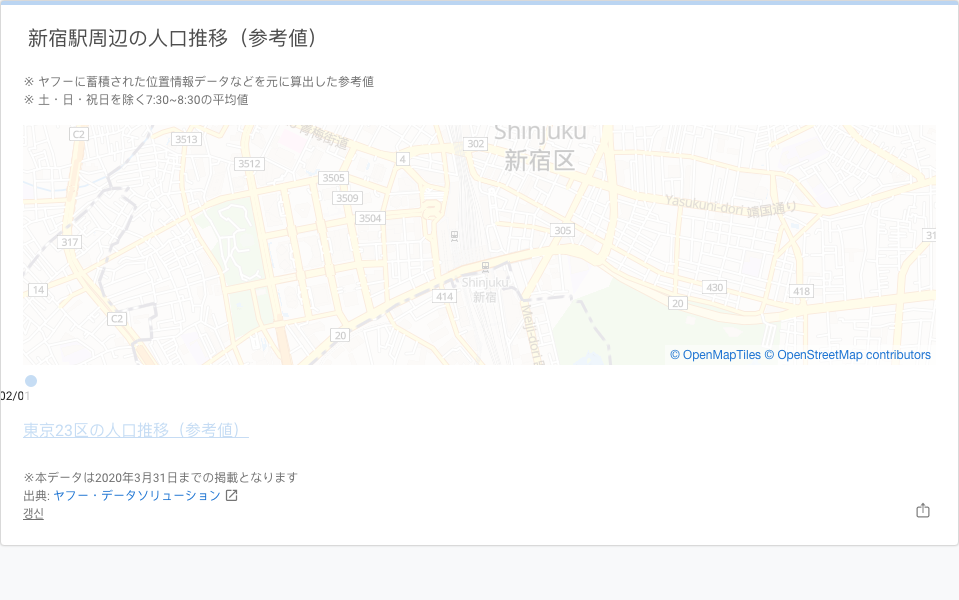 新宿駅周辺の人口推移（参考値）
※ ヤフーに蓄積された位置情報データなどを元に算出した参考値
※ 土・日・祝日を除く7:30~8:30の平均値
C2
3513
青梅街道
302
Shinjuku
新宿区
3512
4
3505
3509
3504
Yasukuni-dori 靖国通り
305
31
317
Shinjuku
新宿
14
414
430
418
20
C2
Meiji-dori
20
© OpenMapTiles © OpenStreetMap contributors
02/01
東京23区の人口推移（参考値）
※本データは2020年3月31日までの掲載となります
出典: ヤフー・データソリューション
갱신